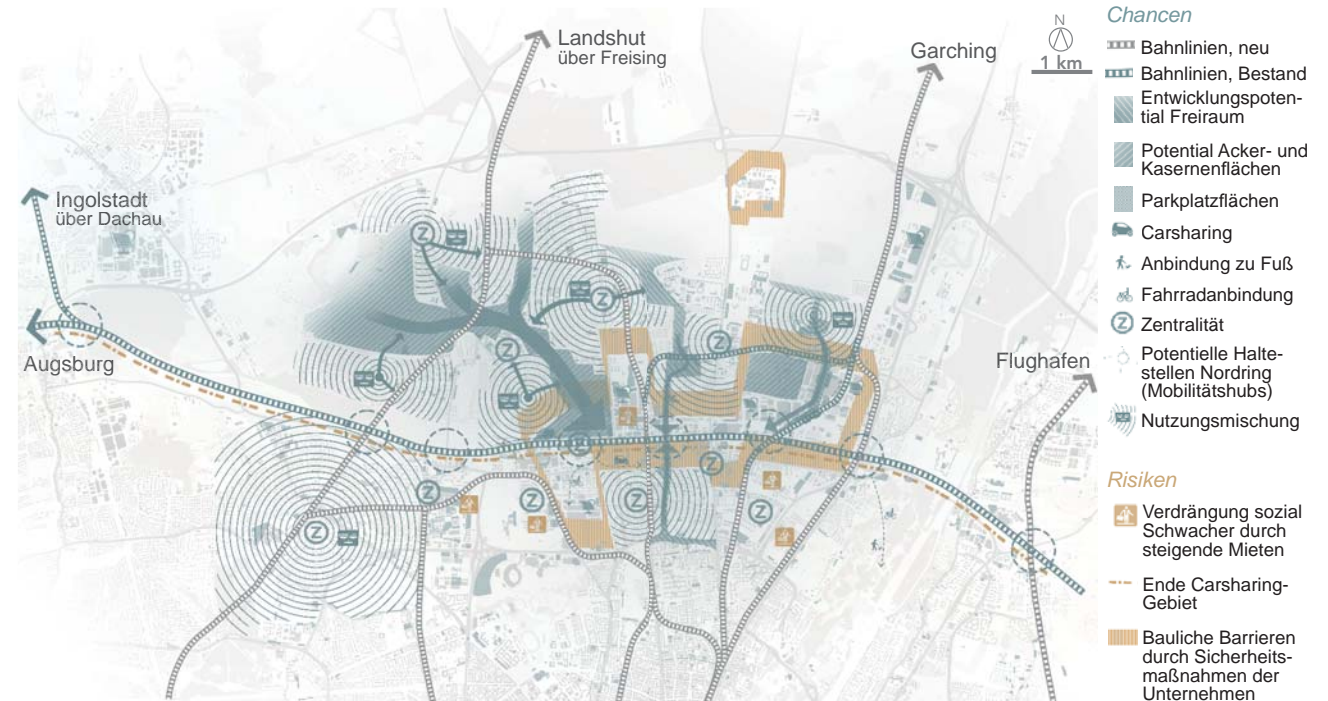 Landshut
über Freising
Garching
Ingolstadt
über Dachau
Augsburg
Flughafen
N
1 km
Z
Z
Z
Z
Z
Z
Z
Z
Z
Z
Z
Chancen
Bahnlinien, neu
Bahnlinien, Bestand
Entwicklungspoten-
tial Freiraum
Potential Acker- und
Kasernenflächen
Parkplatzflächen
Carsharing
Anbindung zu Fuß
Fahrradanbindung
Z Zentralität
Potentielle Halte-
stellen Nordring
(Mobilitätshubs)
Nutzungsmischung
Risiken
Verdrängung sozial
Schwacher durch
steigende Mieten
Ende Carsharing-
Gebiet
Bauliche Barrieren
durch Sicherheits-
maßnahmen der
Unternehmen